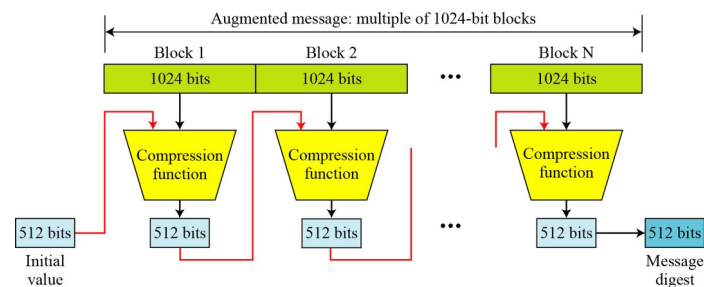 Augmented message: multiple of 1024-bit blocks
Block 1
Block 2
Block N
1024 bits
1024 bits
•••
1024 bits
Compression
function
Compression
function
Compression
function
512 bits
512 bits
512 bits
•••
512 bits
512 bits
Initial
value
Message
digest